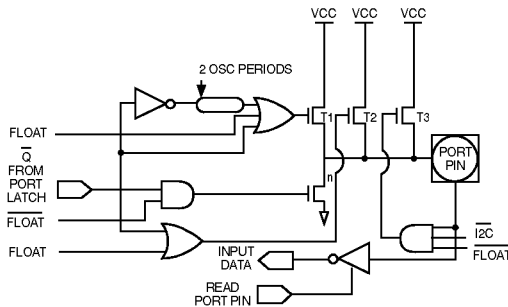 VCC VCC VCC
2 OSC PERIODS
T1 T2 T3
FLOAT
Q
FROM
PORT
LATCH
PORT
PIN
n
FLOAT
I2C
FLOAT
FLOAT
INPUT
DATA
READ
PORT PIN